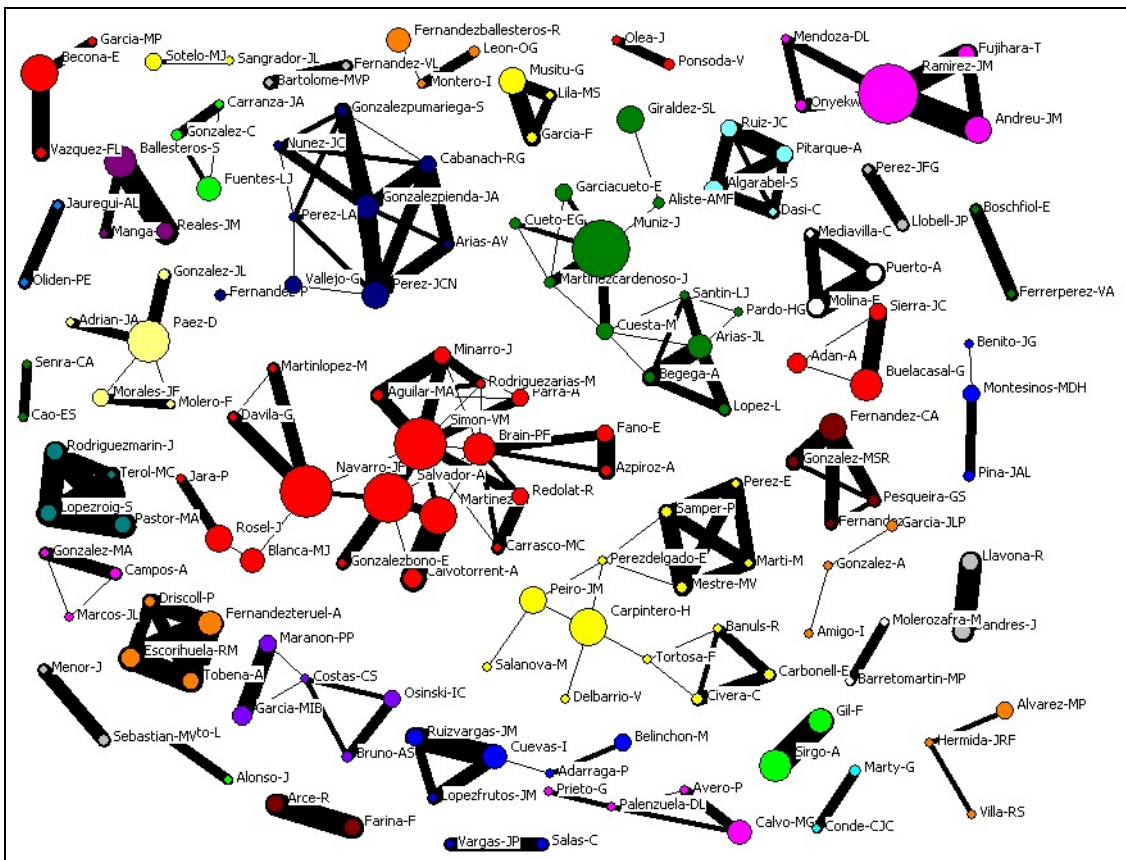 Garcia-MP
Becona-E
Vazquez-FL
Sotelo-MJ
Sangrador-JL
Fernandez-VL
Bartolome-MVP
Fernandezballesteros-R
Leon-OG
Montero-I
Olea-J
Ponsoda-V
Mendoza-DL
Fujihara-T
Ramirez-JM
Onyekw
Andreu-JM
Carranza-JA
Gonzalez-C
Ballesteros-S
Fuentes-LJ
Gonzalezpumariega-S
Nunez-JC
Cabanach-RG
Gonzalezpienda-JA
Perez-LA
Arias-AV
Vallejo-G
Perez-JCN
Fernandez-P
Musitu-G
Lila-MS
Garcia-F
Giraldez-SL
Ruiz-JC
Pitarque-A
Algarabel-S
Aliste-AMF
Dasi-C
Perez-JFG
Llobell-JP
Boschfiol-E
Ferrerperez-VA
Jauregui-AL
Manga-
Reales-JM
Oliden-PE
Garciacueto-E
Cueto-EG
Muniz-J
Martinezcardenoso-J
Santin-LJ
Pardo-HG
Cuesta-M
Arias-JL
Begega-A
Lopez-L
Mediavilla-C
Puerto-A
Molina-E
Sierra-JC
Adan-A
Buelacasal-G
Benito-JG
Montesinos-MDH
Pina-JAL
Gonzalez-JL
Adrian-JA
Paez-D
Morales-JF
Molero-F
Senra-CA
Cao-ES
Martinlopez-M
Davila-G
Minarro-J
Rodriguezarias-M
Aguilar-MA
Parra-A
Simon-VM
Brain-PF
Fano-E
Azpiroz-A
Navarro-JF
Salvador-A
Martinez
Redolat-R
Carrasco-MC
Gonzalezbono-E
Calvotorrent-A
Jara-P
Rosel-J
Blanca-MJ
Fernandez-CA
Gonzalez-MSR
Pesqueira-GS
Fernandez
Garcia-JLP
Gonzalez-A
Amigo-I
Rodriguezmarin-J
Terol-MC
Lopezroig-S
Pastor-MA
Gonzalez-MA
Campos-A
Marcos-JL
Perez-E
Samper-P
Perezdelgado-E
Marti-M
Mestre-MV
Peiro-JM
Carpintero-H
Salanova-M
Delbarrio-V
Tortosa-F
Banuls-R
Carbonell-E
Civera-C
Llavona-R
Landres-J
Molerozafra-M
Barretomartin-MP
Driscoll-P
Fernandezteruel-A
Escorihuela-RM
Tobena-A
Maranon-PP
Costas-CS
Osinski-IC
Garcia-MIB
Bruno-AS
Menor-J
Sebastian-MV
to-L
Alonso-J
Ruizvargas-JM
Cuevas-I
Belinchon-M
Adarraga-P
Lopezfrutos-JM
Prieto-G
Avero-P
Palenzuela-DL
Calvo-MG
Gil-F
Sirgo-A
Marty-G
Conde-CJC
Alvarez-MP
Hermida-JRF
Villa-RS
Arce-R
Farina-F
Vargas-JP
Salas-C